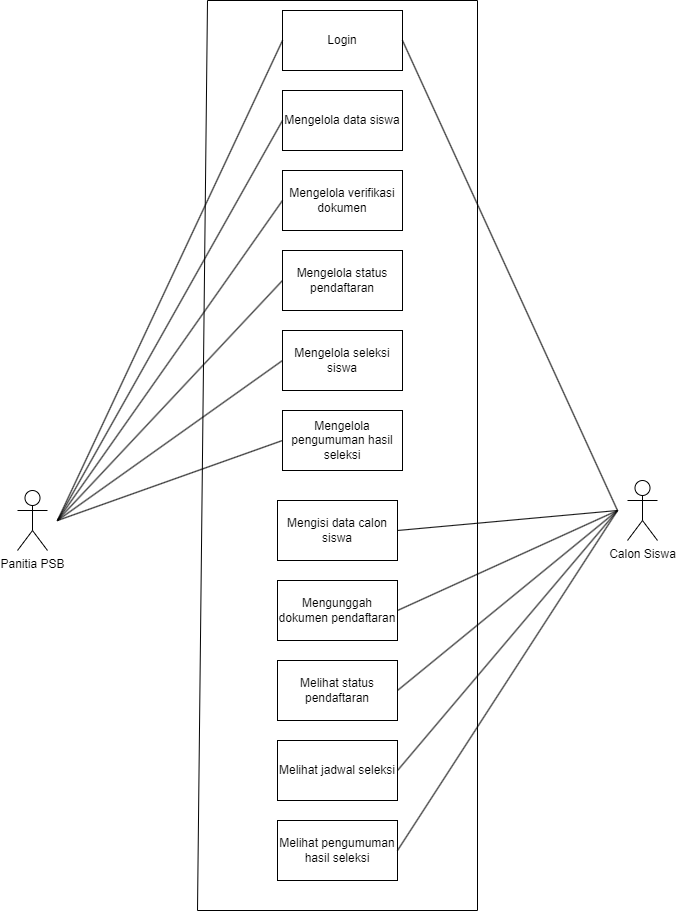 Login
Mengelola data siswa
Mengelola verifikasi
dokumen
Mengelola status
pendaftaran
Mengelola seleksi
siswa
Mengelola
pengumuman hasil
seleksi
Panitia PSB
Mengisi data calon
siswa
Calon Siswa
Mengunggah
dokumen pendaftaran
Melihat status
pendaftaran
Melihat jadwal seleksi
Melihat pengumuman
hasil seleksi